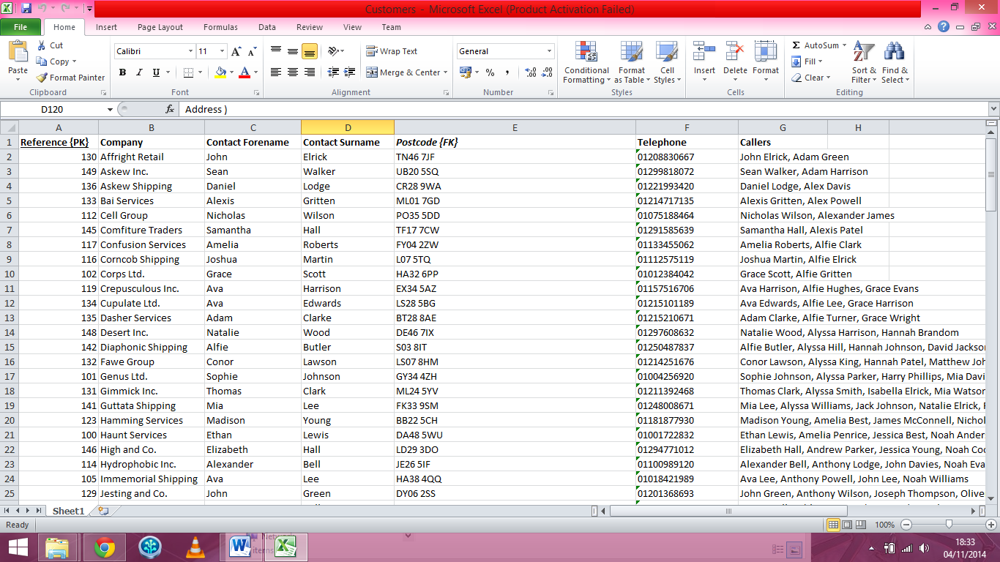 Customers - Microsoft Excel (Product Activation Failed)
File Home Insert Page Layout Formulas Data Review View Team
Paste
Cut
Copy
Format Painter
Clipboard
Calibri 11
B I U
Font
Wrap Text
Merge & Center
Alignment
General
% , .00 .0
Number
Conditional Formatting
Format as Table
Cell Styles
Styles
Insert Delete Format
Cells
Σ AutoSum
Fill
Clear
Sort & Filter
Find & Select
Editing
D120 fx Address )
A B C D E F G H
1 Reference {PK} Company Contact Forename Contact Surname Postcode {FK} Telephone Callers
2 130 Affright Retail John Elrick TN46 7JF 01208830667 John Elrick, Adam Green
3 149 Askew Inc. Sean Walker UB20 5SQ 01299818072 Sean Walker, Adam Harrison
4 136 Askew Shipping Daniel Lodge CR28 9WA 01221993420 Daniel Lodge, Alex Davis
5 133 Bai Services Alexis Gritten ML01 7GD 01214717135 Alexis Gritten, Alex Powell
6 112 Cell Group Nicholas Wilson PO35 5DD 01075188464 Nicholas Wilson, Alexander James
7 145 Comfiture Traders Samantha Hall TF17 7CW 01291585639 Samantha Hall, Alexis Patel
8 117 Confusion Services Amelia Roberts FY04 2ZW 01133455062 Amelia Roberts, Alfie Clark
9 116 Corncob Shipping Joshua Martin L07 5TQ 01112575119 Joshua Martin, Alfie Elrick
10 102 Corps Ltd. Grace Scott HA32 6PP 01012384042 Grace Scott, Alfie Gritten
11 119 Crepusculous Inc. Ava Harrison EX34 5AZ 01157516706 Ava Harrison, Alfie Hughes, Grace Evans
12 134 Cupulate Ltd. Ava Edwards LS28 5BG 01215101189 Ava Edwards, Alfie Lee, Grace Harrison
13 135 Dasher Services Adam Clarke BT28 8AE 01215210671 Adam Clarke, Alfie Turner, Grace Wright
14 148 Desert Inc. Natalie Wood DE46 7IX 01297608632 Natalie Wood, Alyssa Harrison, Hannah Brandom
15 142 Diaphonic Shipping Alfie Butler S03 8IT 01250487837 Alfie Butler, Alyssa Hill, Hannah Johnson, David Jackso
16 132 Fawe Group Conor Lawson LS07 8HM 01214251676 Conor Lawson, Alyssa King, Hannah Patel, Matthew Joh
17 101 Genus Ltd. Sophie Johnson GY34 4ZH 01004256920 Sophie Johnson, Alyssa Parker, Harry Phillips, Mia Davi
18 131 Gimmick Inc. Thomas Clark ML24 5YV 01211392468 Thomas Clark, Alyssa Smith, Isabella Elrick, Mia Watso
19 141 Guttata Shipping Mia Lee FK33 9SM 01248008671 Mia Lee, Alyssa Williams, Jack Johnson, Natalie Elrick,
20 123 Hamming Services Madison Young BB22 5CH 01181877930 Madison Young, Amelia Best, James McConnell, Nichol
21 100 Haunt Services Ethan Lewis DA48 5WU 01001722832 Ethan Lewis, Amelia Penrice, Jessica Best, Noah Ander
22 146 High and Co. Elizabeth Hall LD29 3DO 01294771012 Elizabeth Hall, Andrew Parker, Jessica Young, Noah Coo
23 114 Hydrophobic Inc. Alexander Bell JE26 5IF 01100989120 Alexander Bell, Anthony Lodge, John Davies, Noah Eva
24 105 Immemorial Shipping Ava Lee HA38 4QQ 01018421989 Ava Lee, Anthony Powell, John Lee, Noah Williams
25 129 Jesting and Co. John Green DY06 2SS 01201368693 John Green, Anthony Wilson, Joseph Thompson, Olive
Sheet1
Ready 100%
items
18:33
04/11/2014